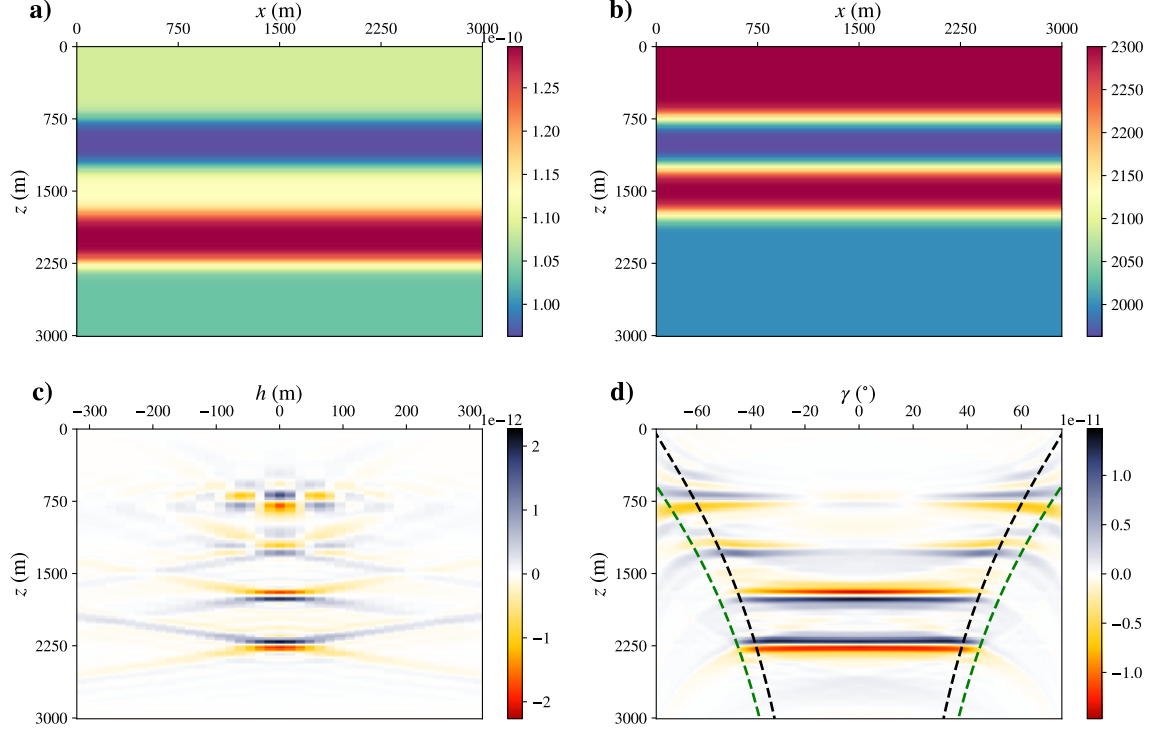 a)
x (m)
0 750 1500 2250 3000
1e−10
z (m)
0
750
1500
2250
3000
1.25
1.20
1.15
1.10
1.05
1.00
b)
x (m)
0 750 1500 2250 3000
z (m)
0
750
1500
2250
3000
2300
2250
2200
2150
2100
2050
2000
c)
h (m)
−300 −200 −100 0 100 200 300
1e−12
z (m)
0
750
1500
2250
3000
2
1
0
−1
−2
d)
γ (°)
−60 −40 −20 0 20 40 60
1e−11
z (m)
0
750
1500
2250
3000
1.0
0.5
0.0
−0.5
−1.0